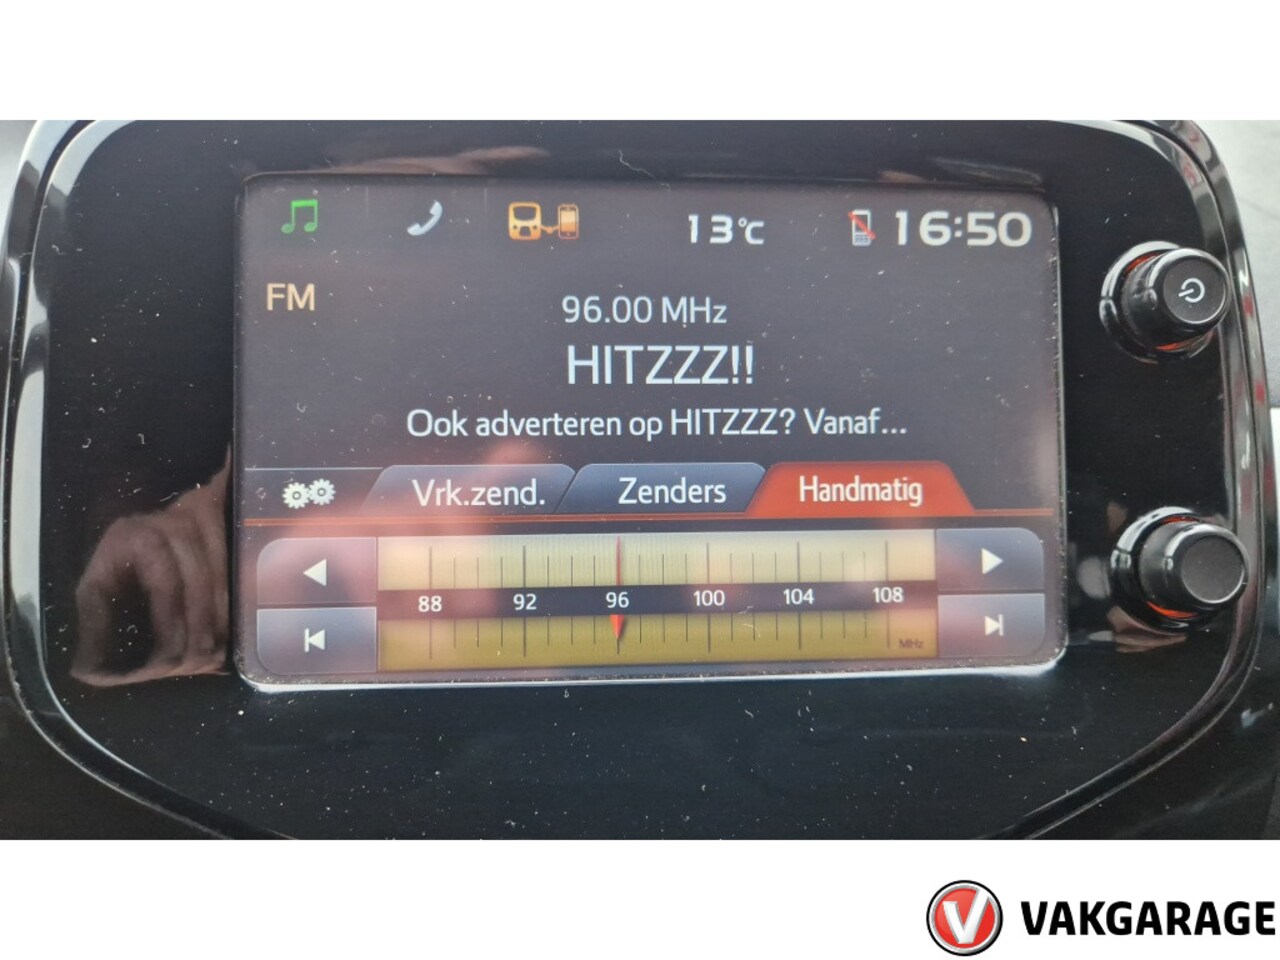 13°C 16:50
FM
96.00 MHz
HITZZZ!!
Ook adverteren op HITZZZ? Vanaf...
Vrk.zend. Zenders Handmatig
88 92 96 100 104 108
MHz
V VAKGARAGE